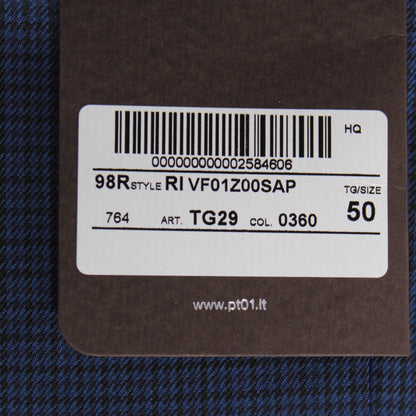 HQ
000000000002584606
98R STYLE RI VF01Z00SAP TG/SIZE
764 ART. TG29 COL. 0360 50
www.pt01.it